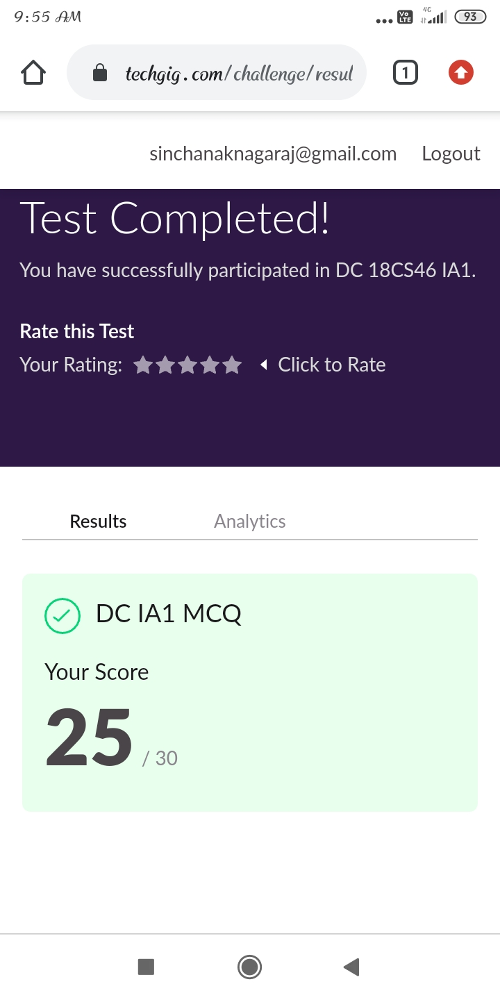 9:55 AM
Vo LTE 4G 93
techgig.com/challenge/resul
1
sinchanaknagaraj@gmail.com Logout
Test Completed!
You have successfully participated in DC 18CS46 IA1.
Rate this Test
Your Rating: Click to Rate
Results Analytics
DC IA1 MCQ
Your Score
25 / 30